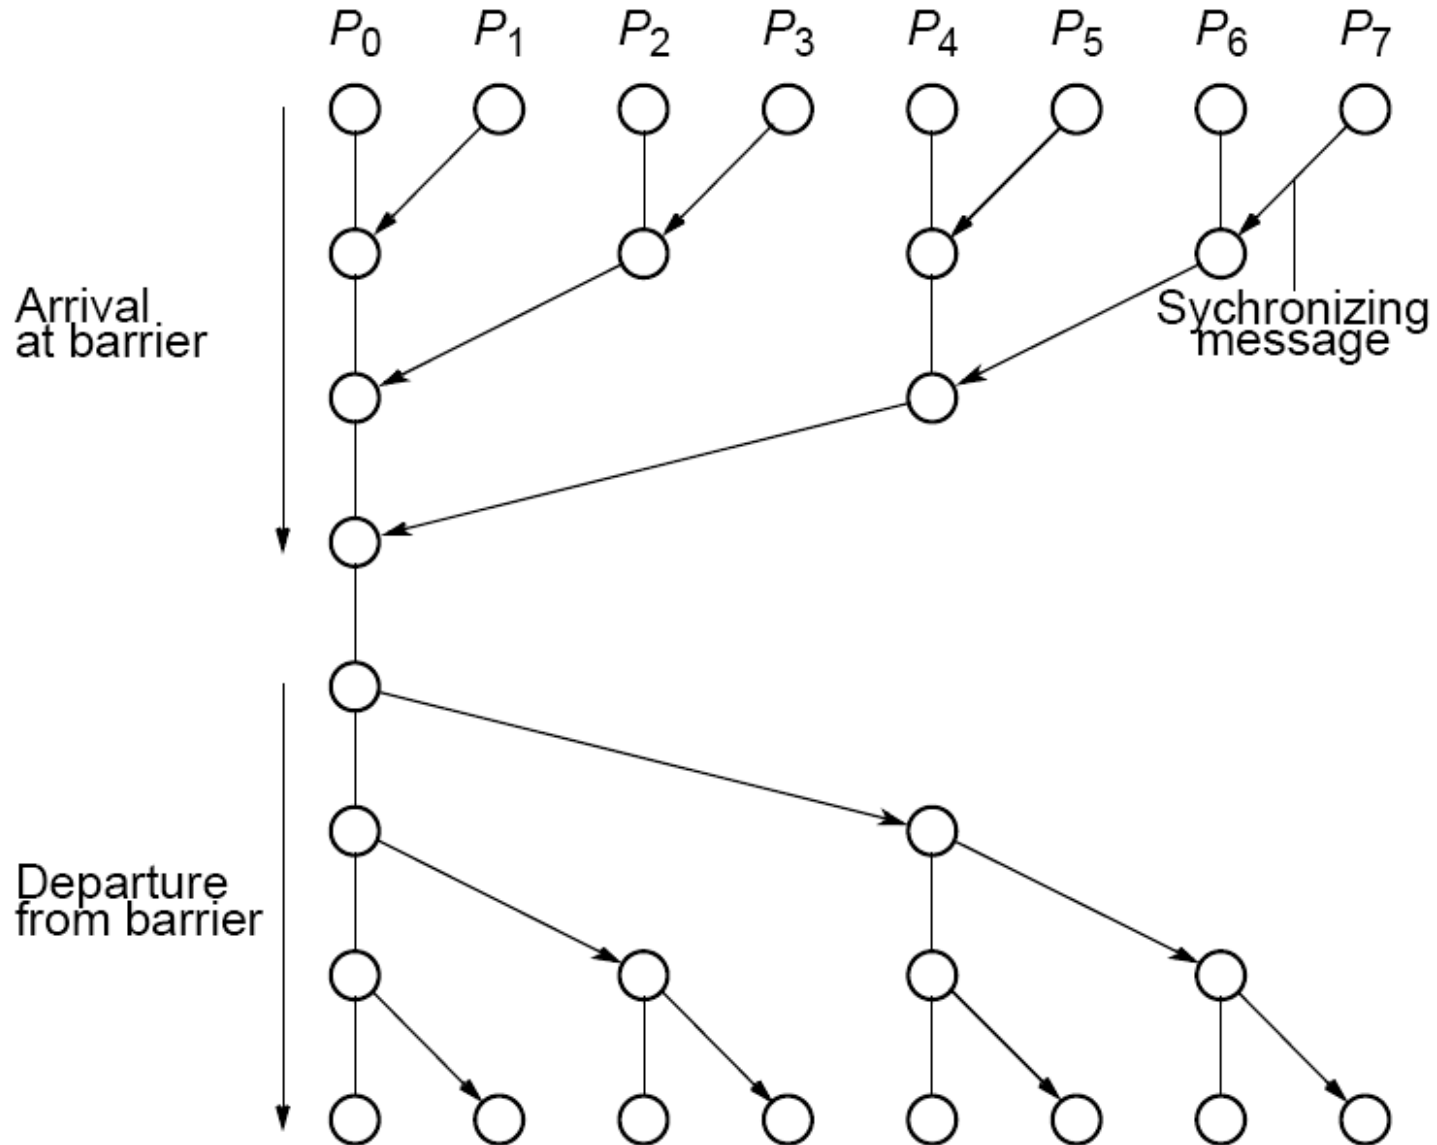 P0 P1 P2 P3 P4 P5 P6 P7
Arrival
at barrier
Sychronizing
message
Departure
from barrier